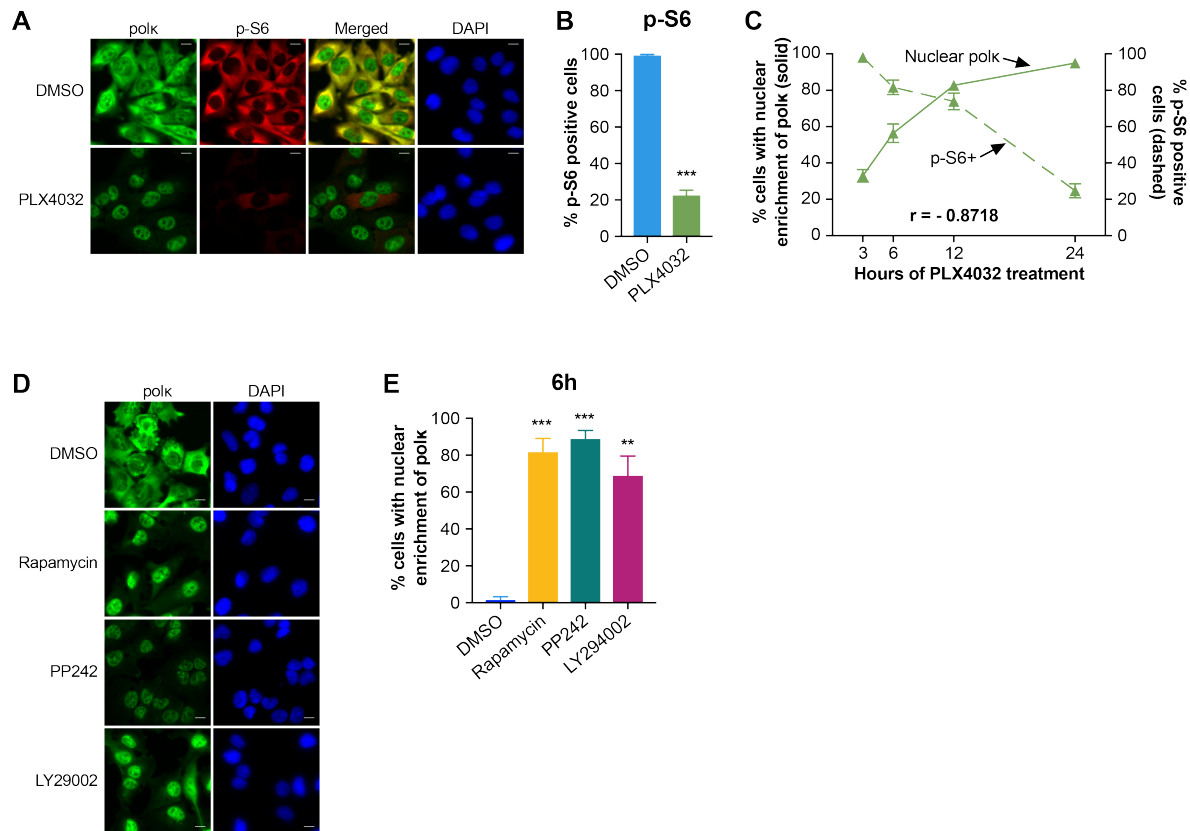 A
polκ
p-S6
Merged
DAPI
DMSO
PLX4032
B
p-S6
% p-S6 positive cells
100
80
60
40
20
0
***
DMSO
PLX4032
C
% cells with nuclear
enrichment of polκ (solid)
100
80
60
40
20
0
Nuclear polκ
p-S6+
r = - 0.8718
100
80
60
40
20
0
% p-S6 positive
cells (dashed)
3
6
12
24
Hours of PLX4032 treatment
D
polκ
DAPI
DMSO
Rapamycin
PP242
LY29002
E
6h
% cells with nuclear
enrichment of polκ
100
80
60
40
20
0
***
***
**
DMSO
Rapamycin
PP242
LY294002